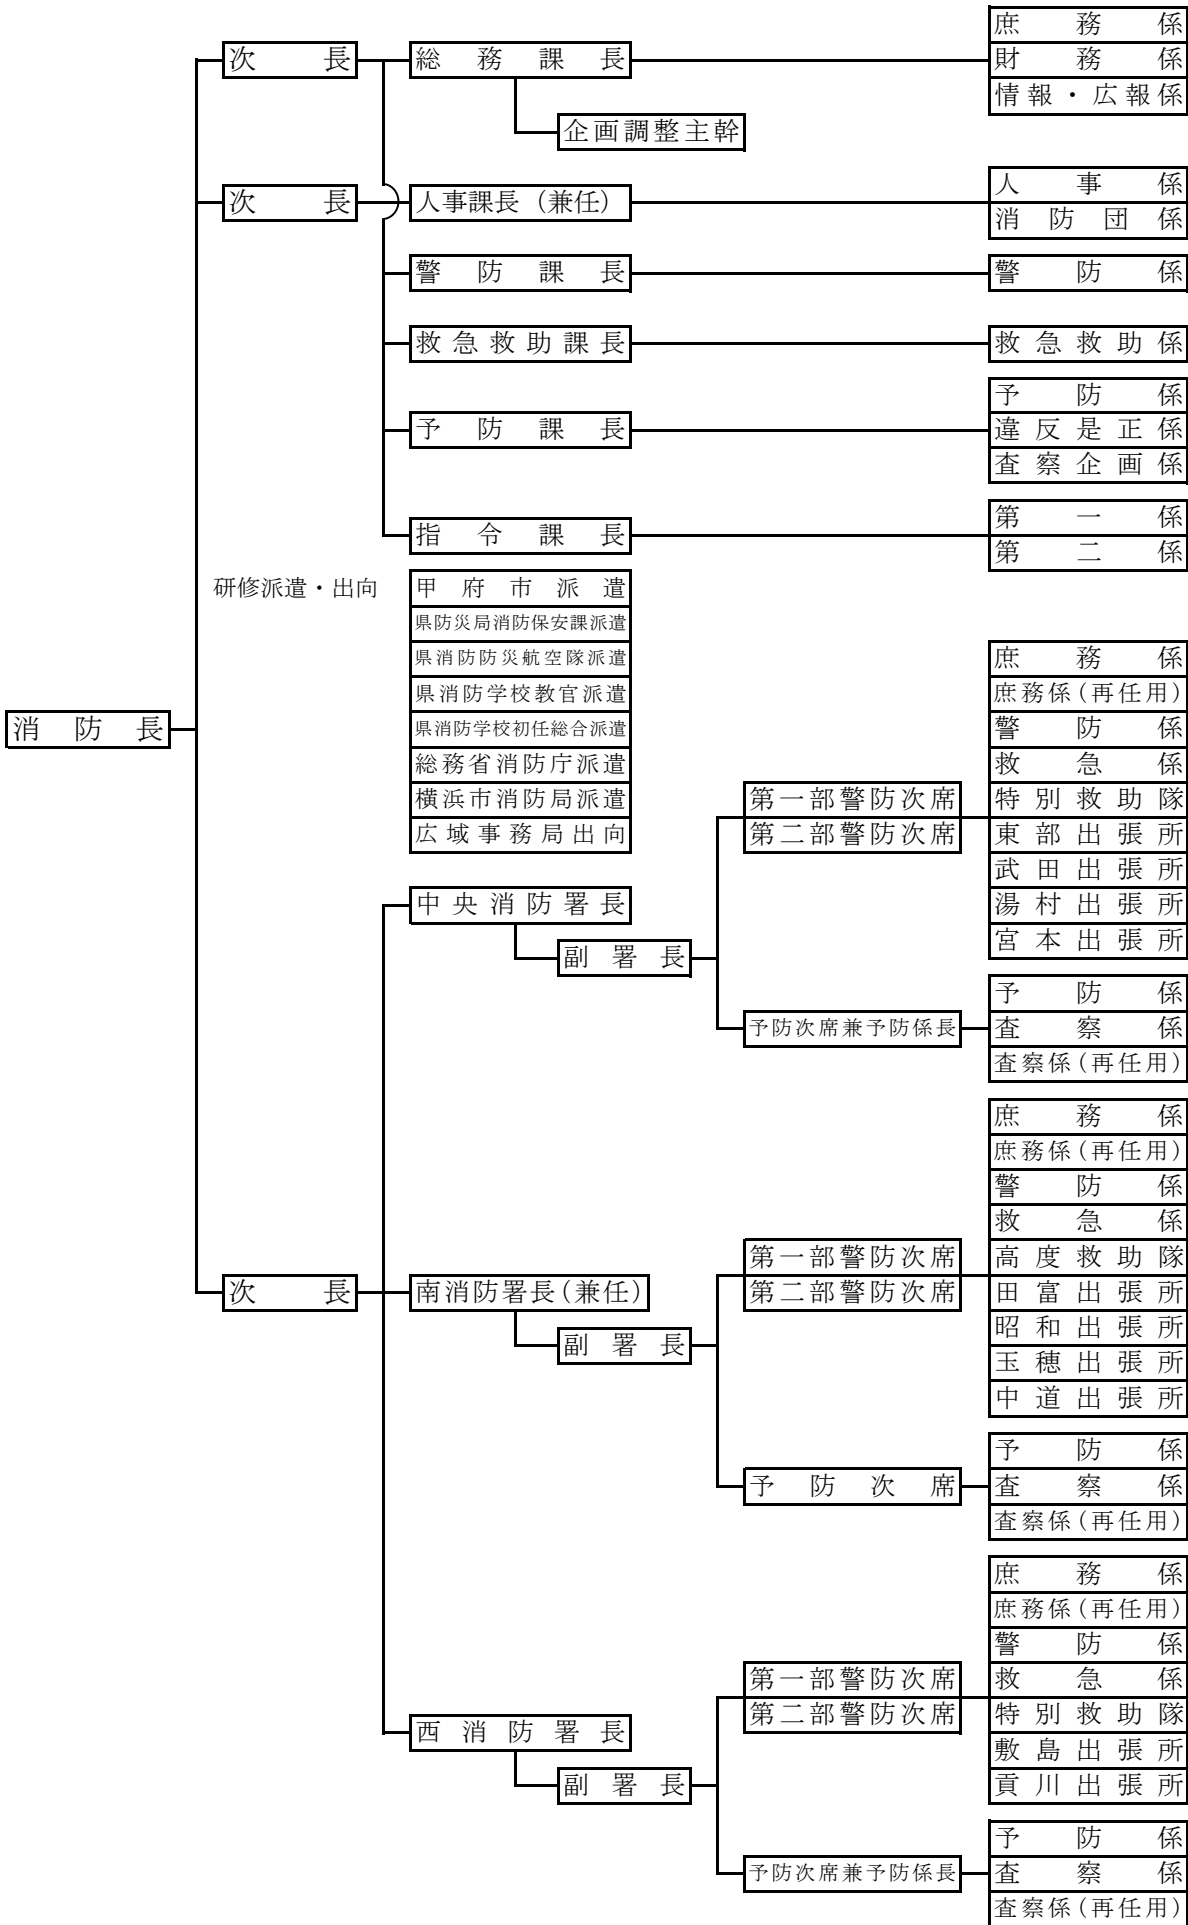 庶務係
次長
総務課長
財務係
情報・広報係
企画調整主幹
次長
人事課長（兼任）
人事係
消防団係
警防課長
警防係
救急救助課長
救急救助係
予防係
予防課長
違反是正係
査察企画係
第一係
指令課長
第二係
研修派遣・出向
甲府市派遣
県防災局消防保安課派遣
県消防防災航空隊派遣
県消防学校教官派遣
県消防学校初任総合派遣
総務省消防庁派遣
横浜市消防局派遣
広域事務局出向
消防長
庶務係
庶務係（再任用）
警防係
救急係
第一部警防次席
特別救助隊
第二部警防次席
東部出張所
武田出張所
湯村出張所
宮本出張所
中央消防署長
副署長
予防係
予防次席兼予防係長
査察係
査察係（再任用）
庶務係
庶務係（再任用）
警防係
救急係
第一部警防次席
高度救助隊
次長
南消防署長（兼任）
第二部警防次席
田富出張所
昭和出張所
副署長
玉穂出張所
中道出張所
予防係
予防次席
査察係
査察係（再任用）
庶務係
庶務係（再任用）
警防係
第一部警防次席
救急係
第二部警防次席
特別救助隊
西消防署長
敷島出張所
副署長
貢川出張所
予防係
予防次席兼予防係長
査察係
査察係（再任用）